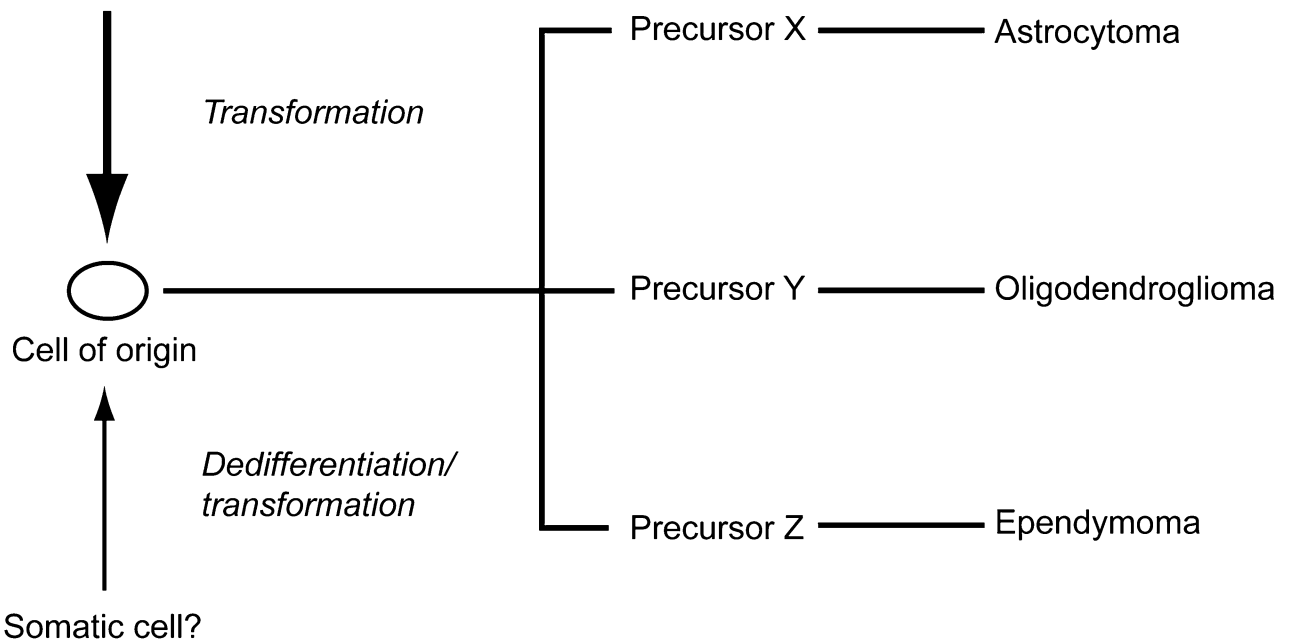 Precursor X
Astrocytoma
Transformation
Precursor Y
Oligodendroglioma
Cell of origin
Dedifferentiation/
transformation
Precursor Z
Ependymoma
Somatic cell?